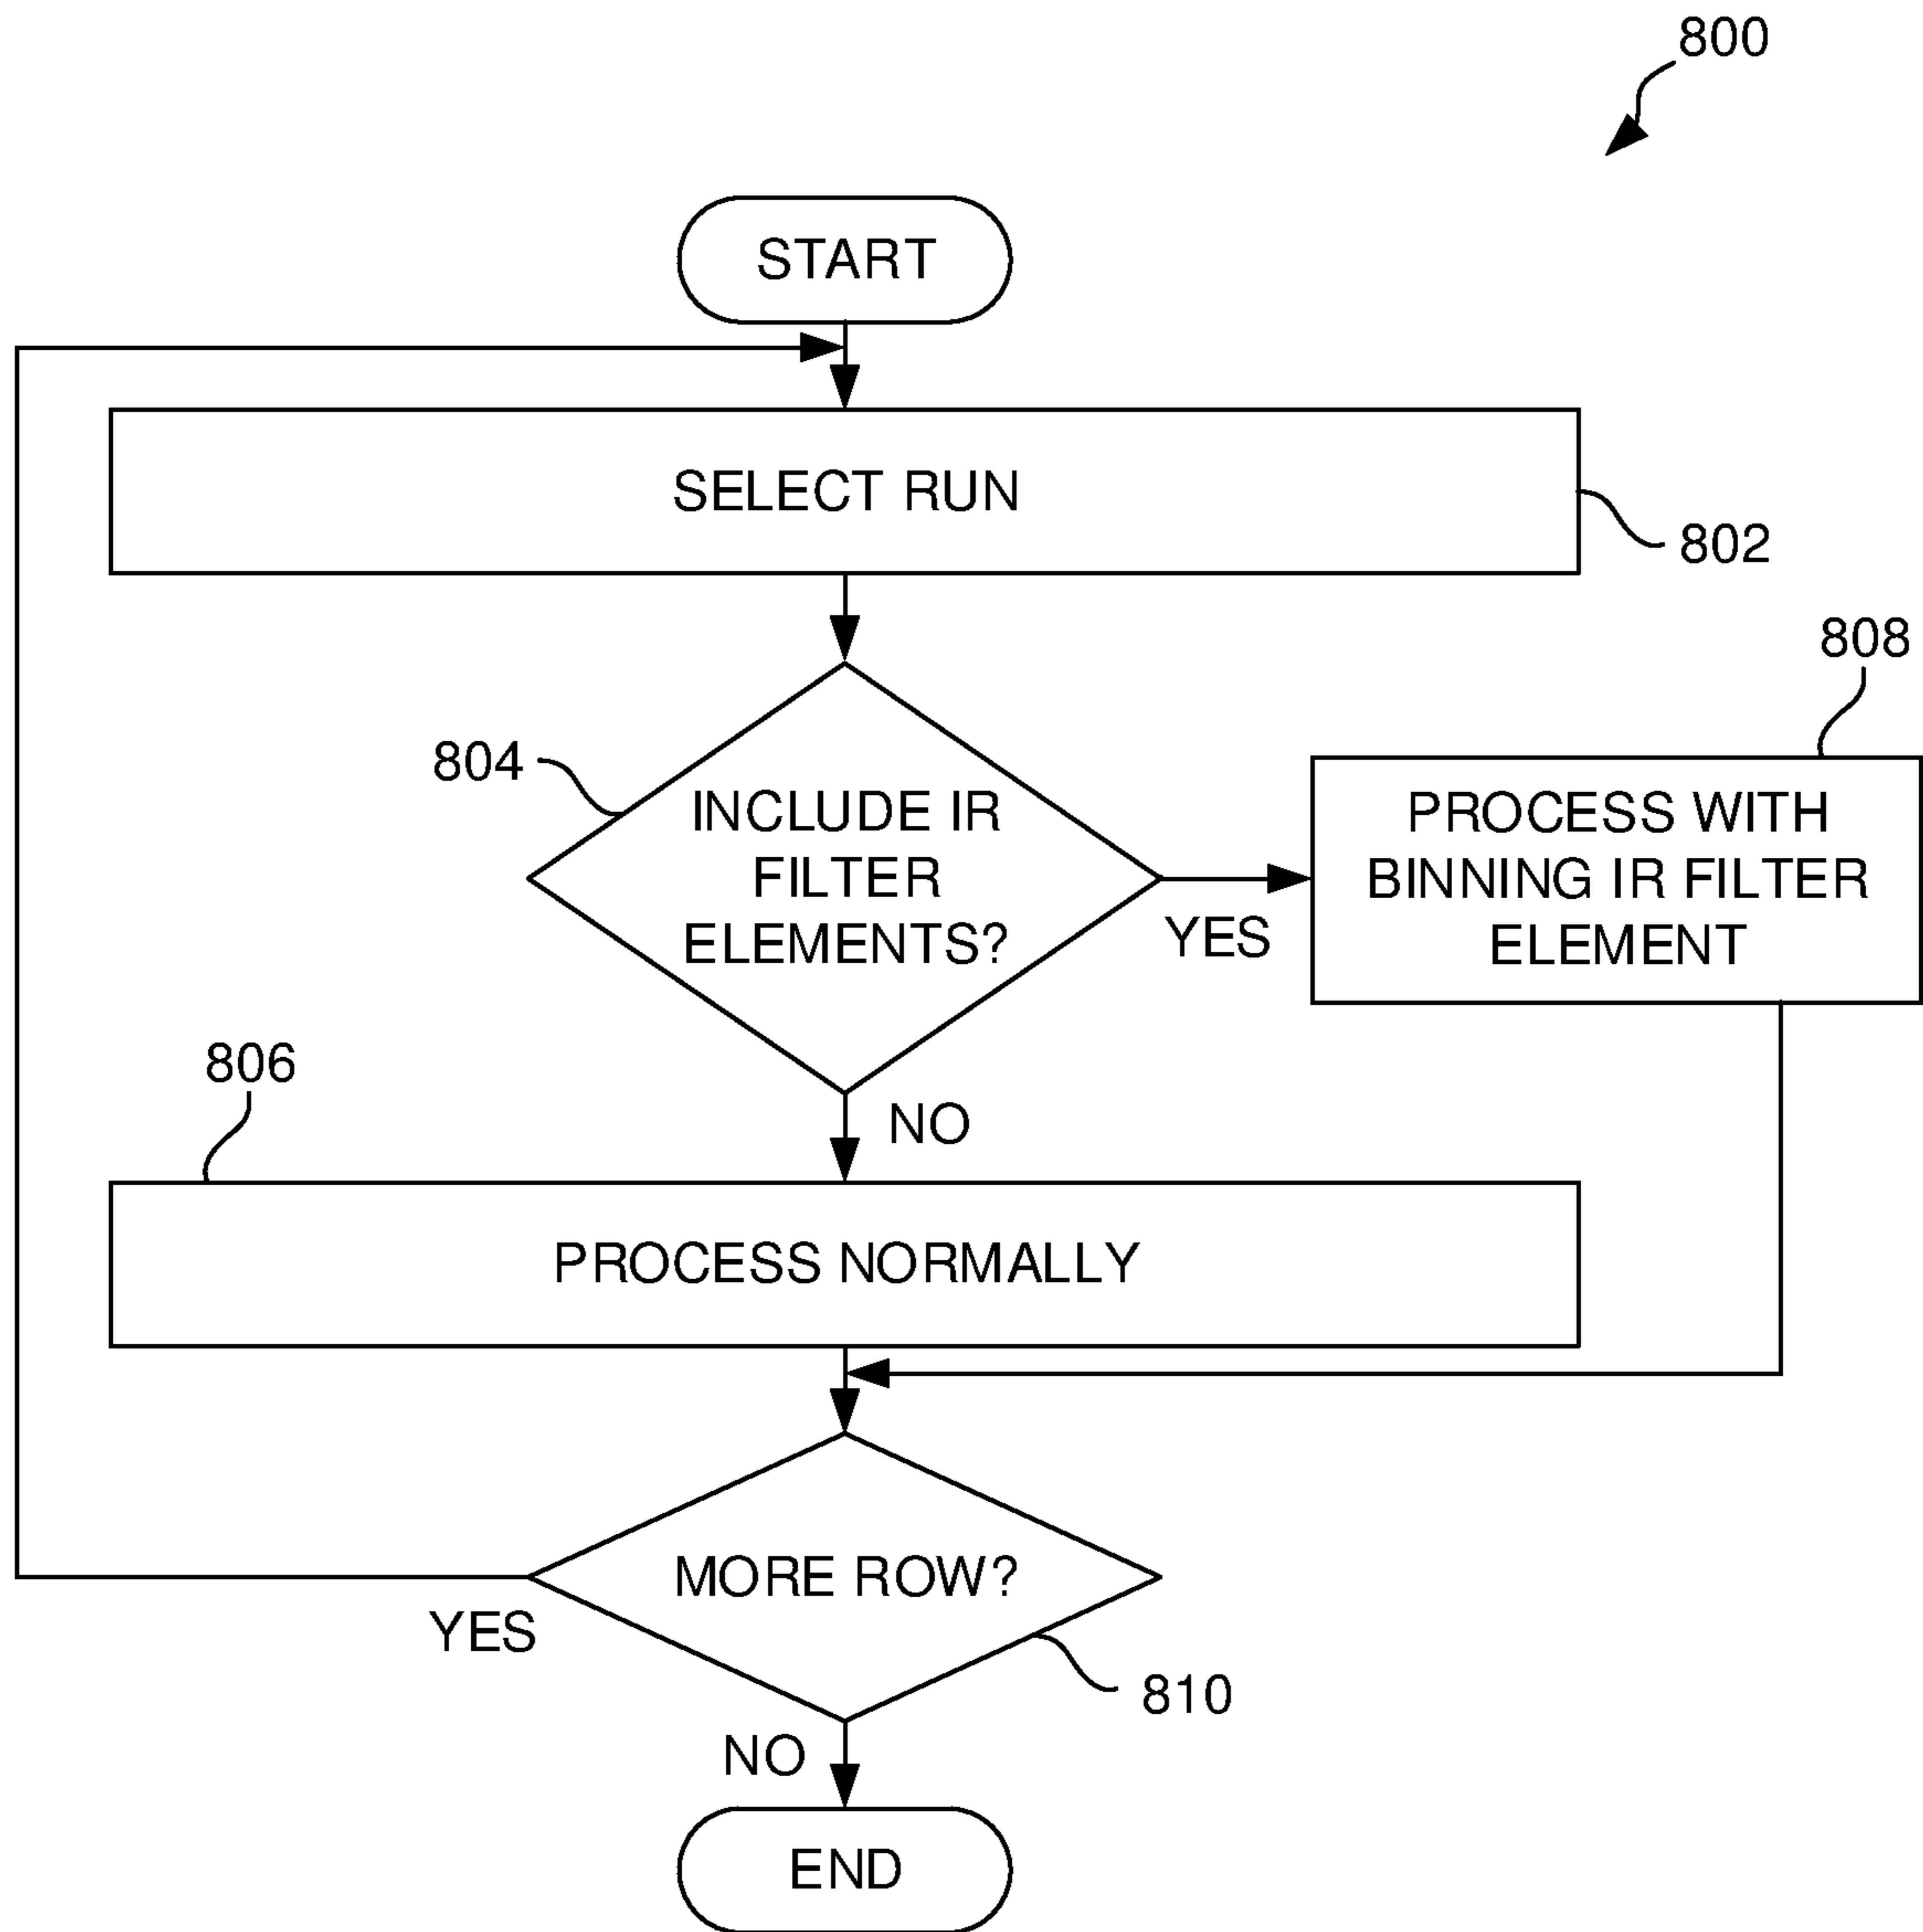 800
START
SELECT RUN
802
804
INCLUDE IR
FILTER
ELEMENTS?
YES
808
PROCESS WITH
BINNING IR FILTER
ELEMENT
NO
806
PROCESS NORMALLY
MORE ROW?
YES
810
NO
END